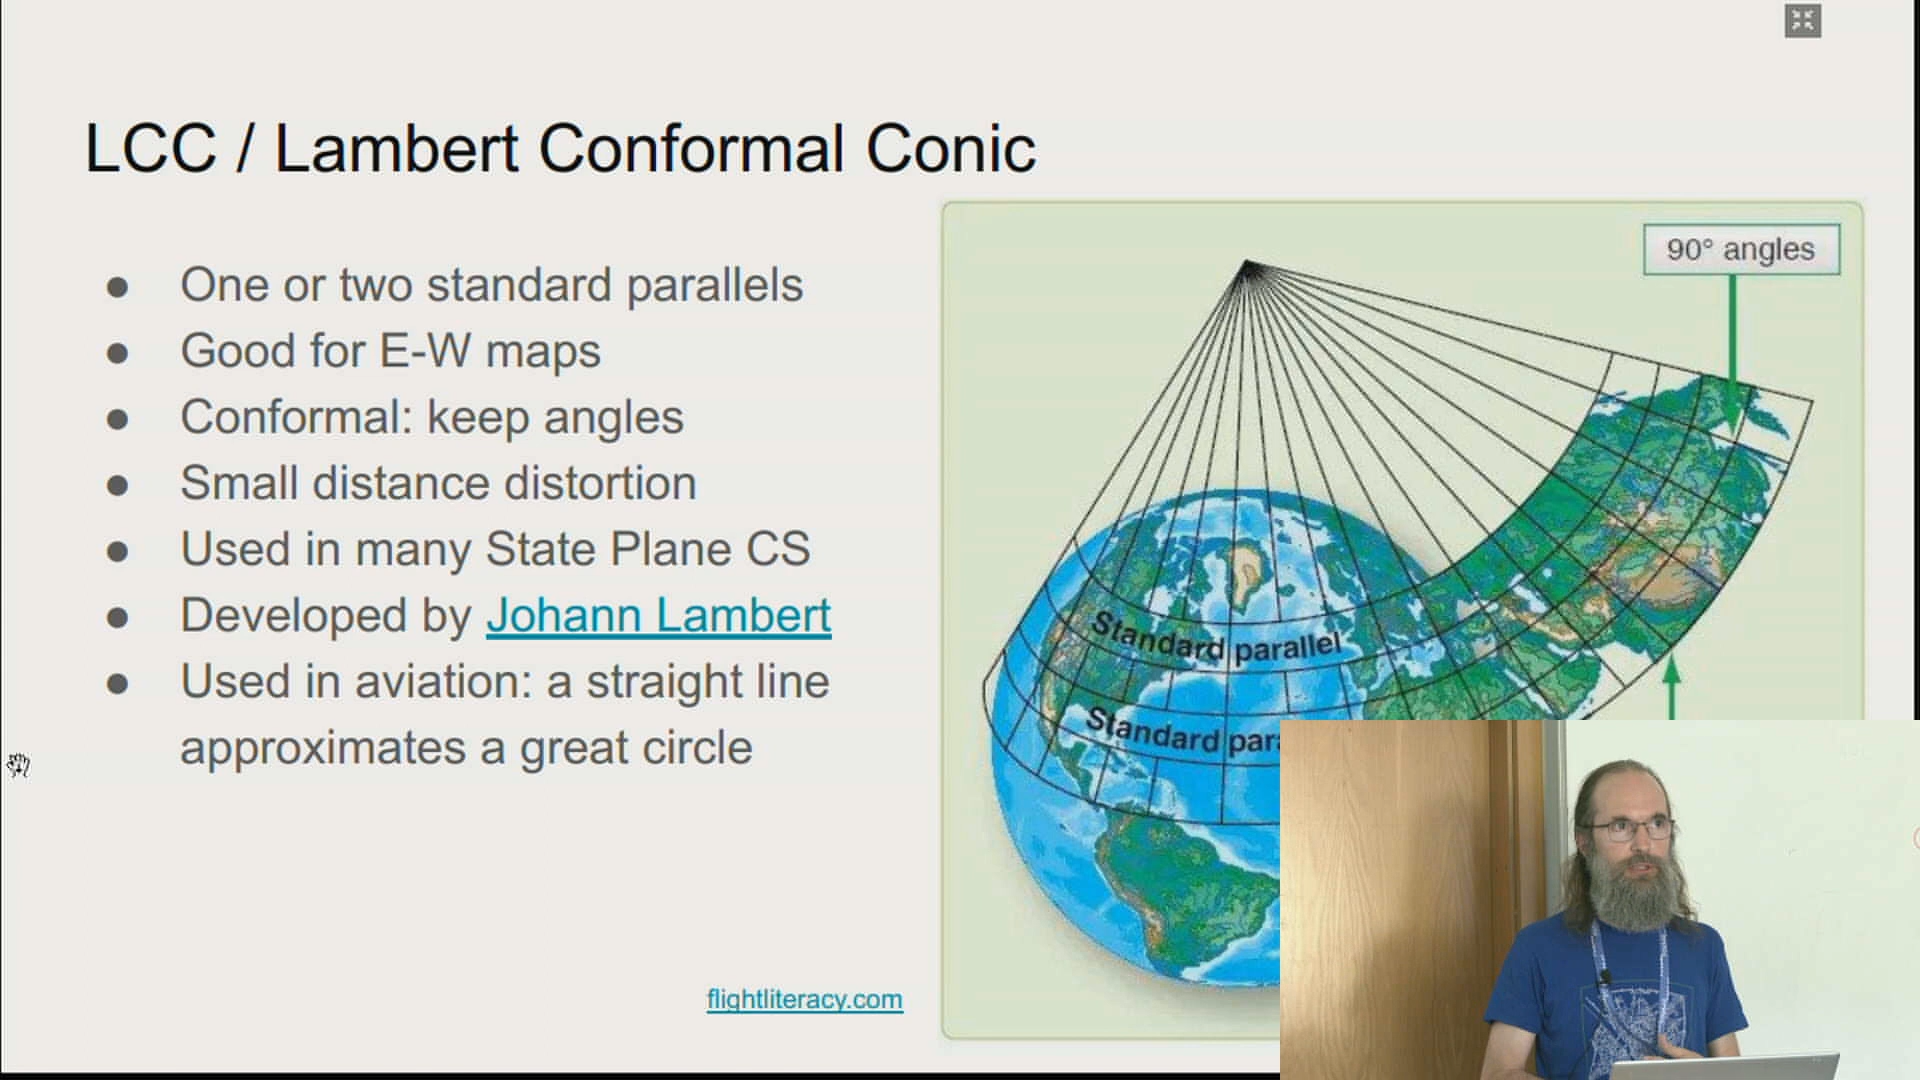 LCC / Lambert Conformal Conic
● One or two standard parallels
● Good for E-W maps
● Conformal: keep angles
● Small distance distortion
● Used in many State Plane CS
● Developed by Johann Lambert
● Used in aviation: a straight line
approximates a great circle
flightliteracy.com
90° angles
Standard parallel
Standard